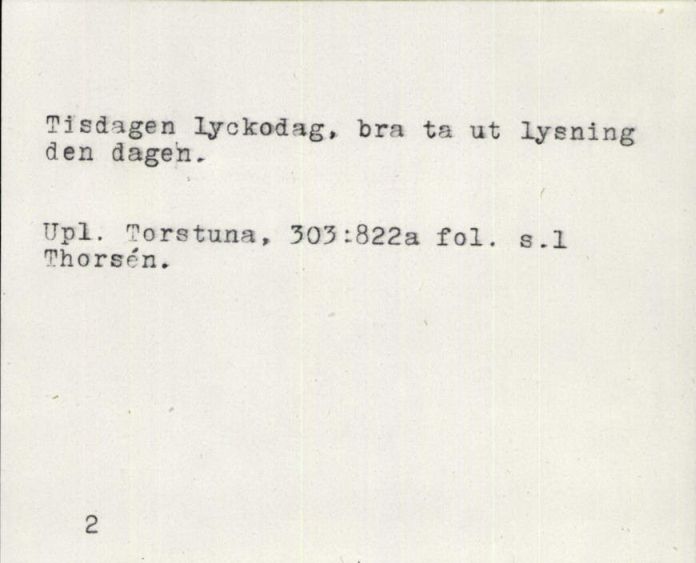 Tisdagen lyckodag, bra ta ut lysning
den dagen.
Upl. Torstuna, 303:822a fol. s.1
Thorsén.
2